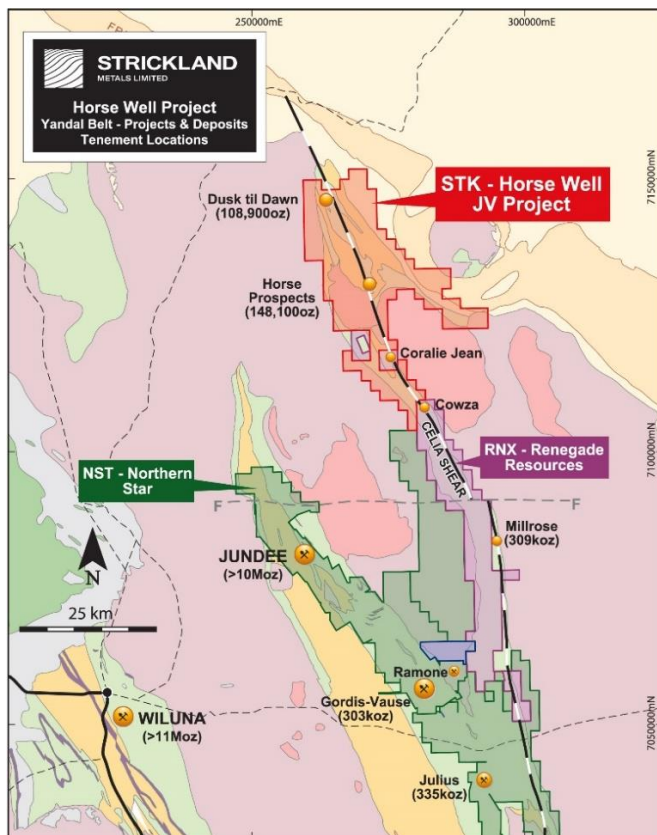 250000mE
300000mE
STRICKLAND
METALS LIMITED
Horse Well Project
Yandal Belt - Projects & Deposits
Tenement Locations
7150000mN
STK - Horse Well
JV Project
Dusk til Dawn
(108,900oz)
Horse
Prospects
(148,100oz)
Coralie Jean
Cowza
CELIA SHEAR
RNX - Renegade
Resources
7100000mN
NST - Northern
Star
F
F
Millrose
(309koz)
JUNDEE
(>10Moz)
N
25 km
Ramone
Gordis-Vause
(303koz)
WILUNA
(>11Moz)
7050000mN
Julius
(335koz)